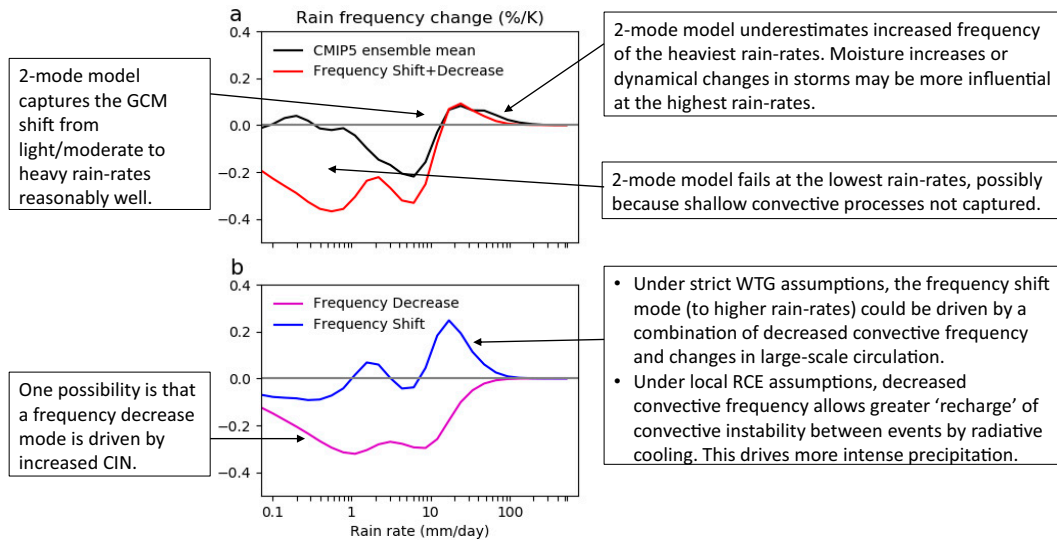 a
Rain frequency change (%/K)
0.4
0.2
0.0
−0.2
−0.4
CMIP5 ensemble mean
Frequency Shift+Decrease
2-mode model
captures the GCM
shift from
light/moderate to
heavy rain-rates
reasonably well.
2-mode model underestimates increased frequency
of the heaviest rain-rates. Moisture increases or
dynamical changes in storms may be more influential
at the highest rain-rates.
2-mode model fails at the lowest rain-rates, possibly
because shallow convective processes not captured.
b
0.4
0.2
0.0
−0.2
−0.4
Frequency Decrease
Frequency Shift
One possibility is that
a frequency decrease
mode is driven by
increased CIN.
• Under strict WTG assumptions, the frequency shift
mode (to higher rain-rates) could be driven by a
combination of decreased convective frequency
and changes in large-scale circulation.
• Under local RCE assumptions, decreased
convective frequency allows greater ‘recharge’ of
convective instability between events by radiative
cooling. This drives more intense precipitation.
0.1 1 10 100
Rain rate (mm/day)